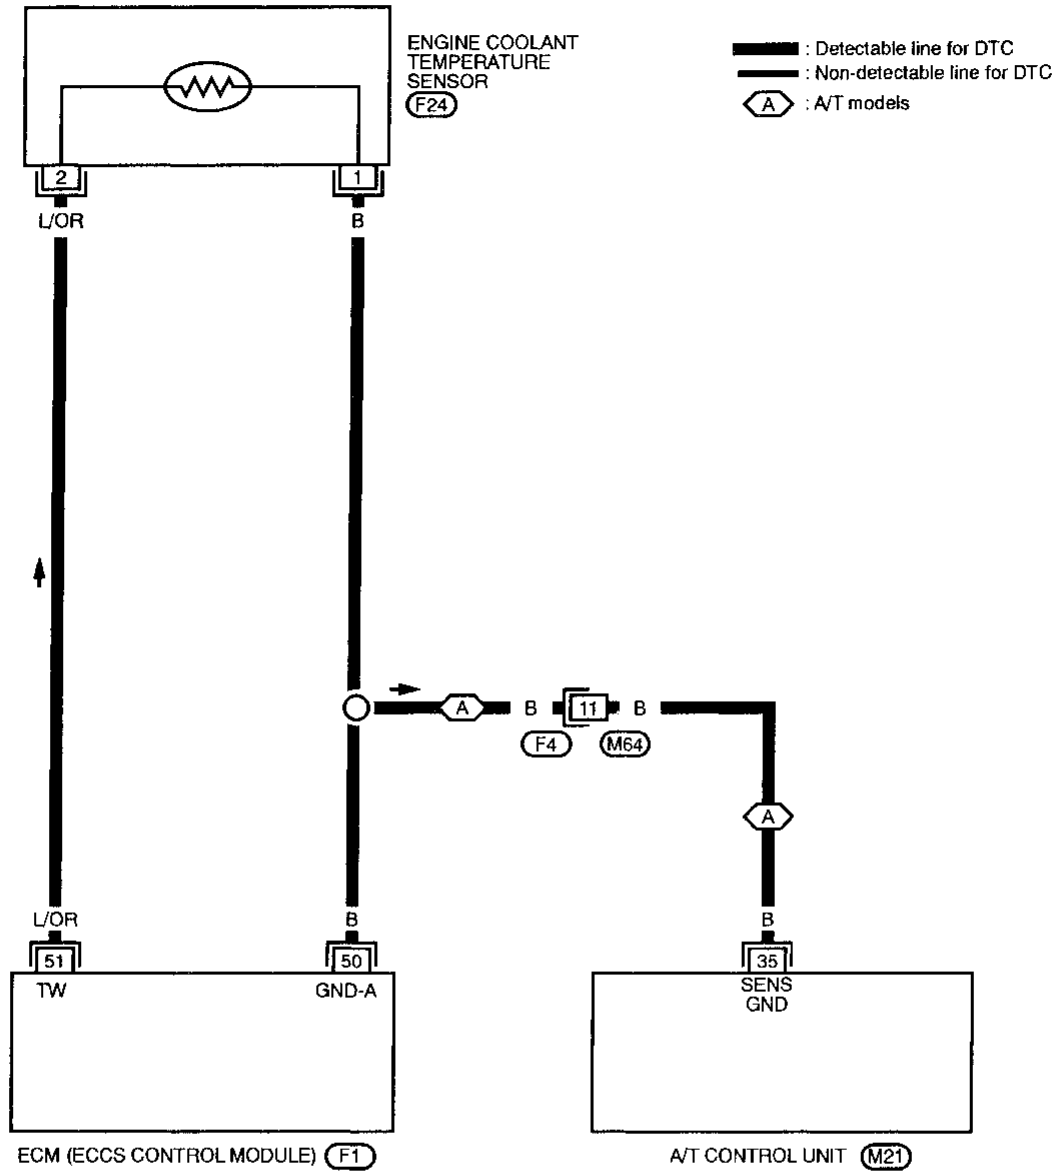 ENGINE COOLANT
TEMPERATURE
SENSOR
F24
: Detectable line for DTC
: Non-detectable line for DTC
A : A/T models
2
1
L/OR
B
A
B
11
B
F4
M64
A
L/OR
B
B
51
50
35
TW
GND-A
SENS
GND
ECM (ECCS CONTROL MODULE) F1
A/T CONTROL UNIT M21